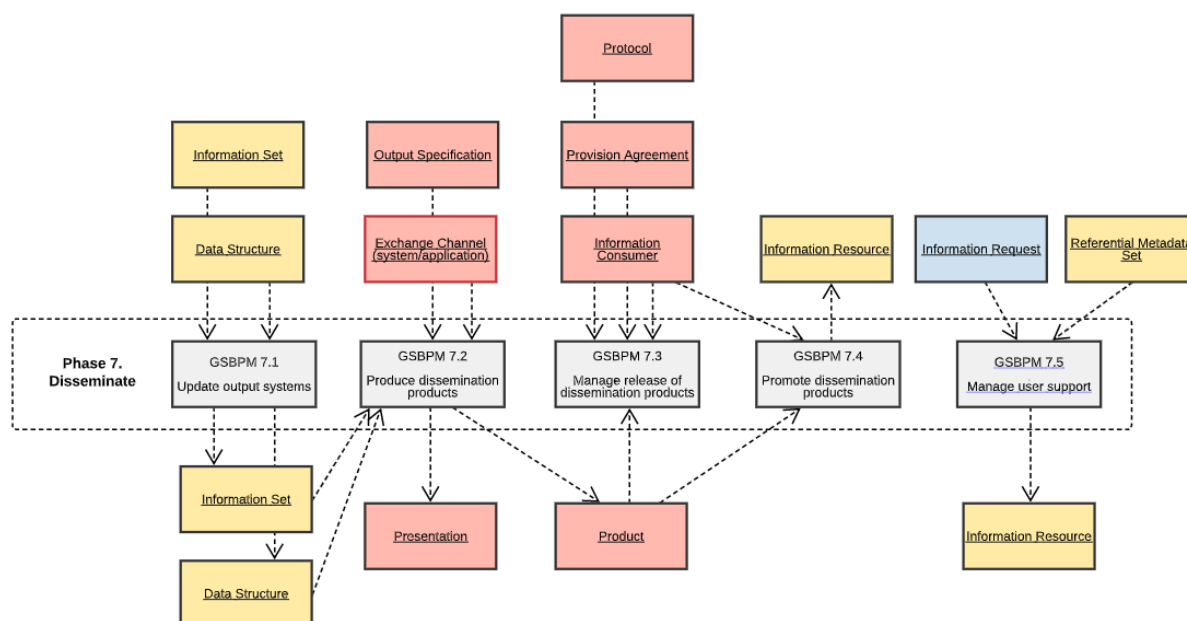 Protocol
Information Set
Output Specification
Provision Agreement
Data Structure
Exchange Channel
(system/application)
Information
Consumer
Information Resource
Information Request
Referential Metadata
Set
Phase 7.
Disseminate
GSBPM 7.1
Update output systems
GSBPM 7.2
Produce dissemination
products
GSBPM 7.3
Manage release of
dissemination products
GSBPM 7.4
Promote dissemination
products
GSBPM 7.5
Manage user support
Information Set
Presentation
Product
Information Resource
Data Structure